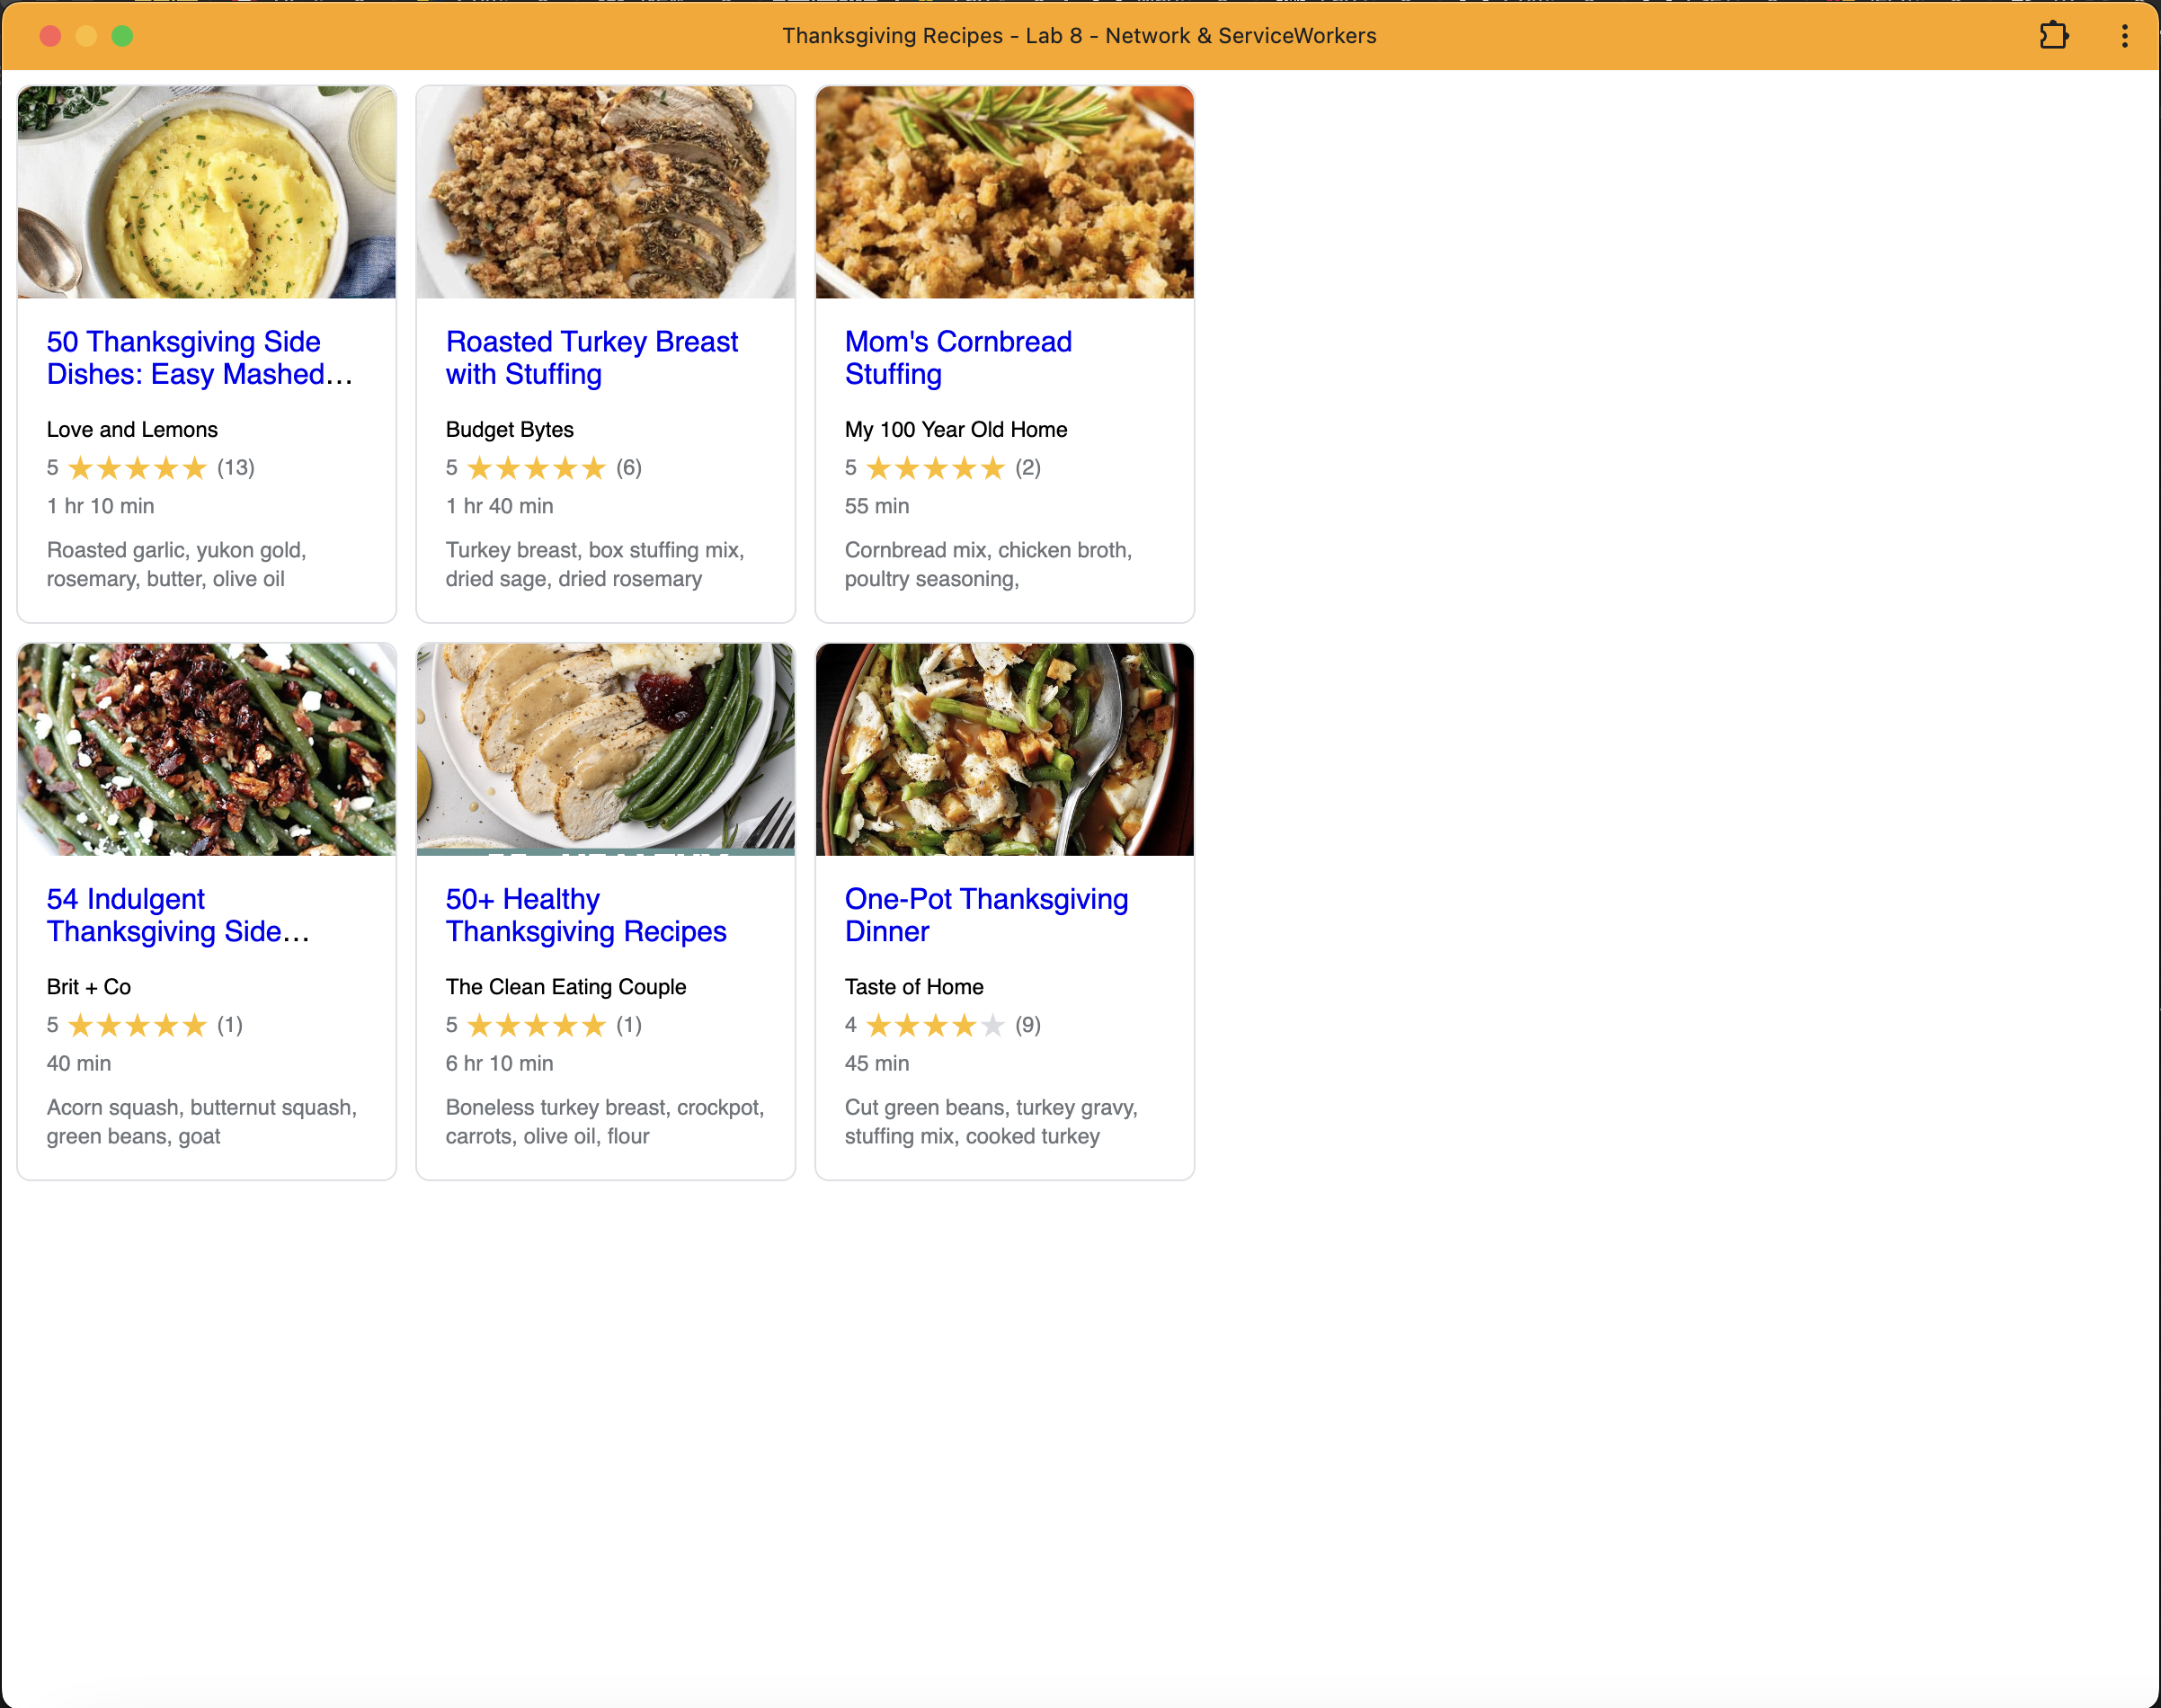 Thanksgiving Recipes - Lab 8 - Network & ServiceWorkers
50 Thanksgiving Side
Dishes: Easy Mashed...
Love and Lemons
5 (13)
1 hr 10 min
Roasted garlic, yukon gold,
rosemary, butter, olive oil
Roasted Turkey Breast
with Stuffing
Budget Bytes
5 (6)
1 hr 40 min
Turkey breast, box stuffing mix,
dried sage, dried rosemary
Mom's Cornbread
Stuffing
My 100 Year Old Home
5 (2)
55 min
Cornbread mix, chicken broth,
poultry seasoning,
54 Indulgent
Thanksgiving Side...
Brit + Co
5 (1)
40 min
Acorn squash, butternut squash,
green beans, goat
50+ Healthy
Thanksgiving Recipes
The Clean Eating Couple
5 (1)
6 hr 10 min
Boneless turkey breast, crockpot,
carrots, olive oil, flour
One-Pot Thanksgiving
Dinner
Taste of Home
4 (9)
45 min
Cut green beans, turkey gravy,
stuffing mix, cooked turkey